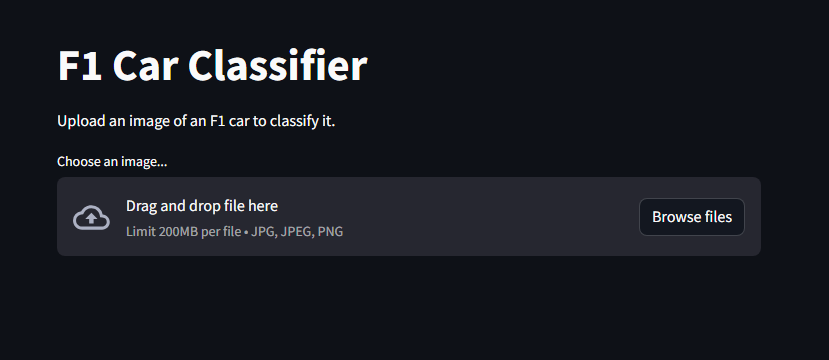 F1 Car Classifier
Upload an image of an F1 car to classify it.
Choose an image...
Drag and drop file here
Limit 200MB per file • JPG, JPEG, PNG
Browse files